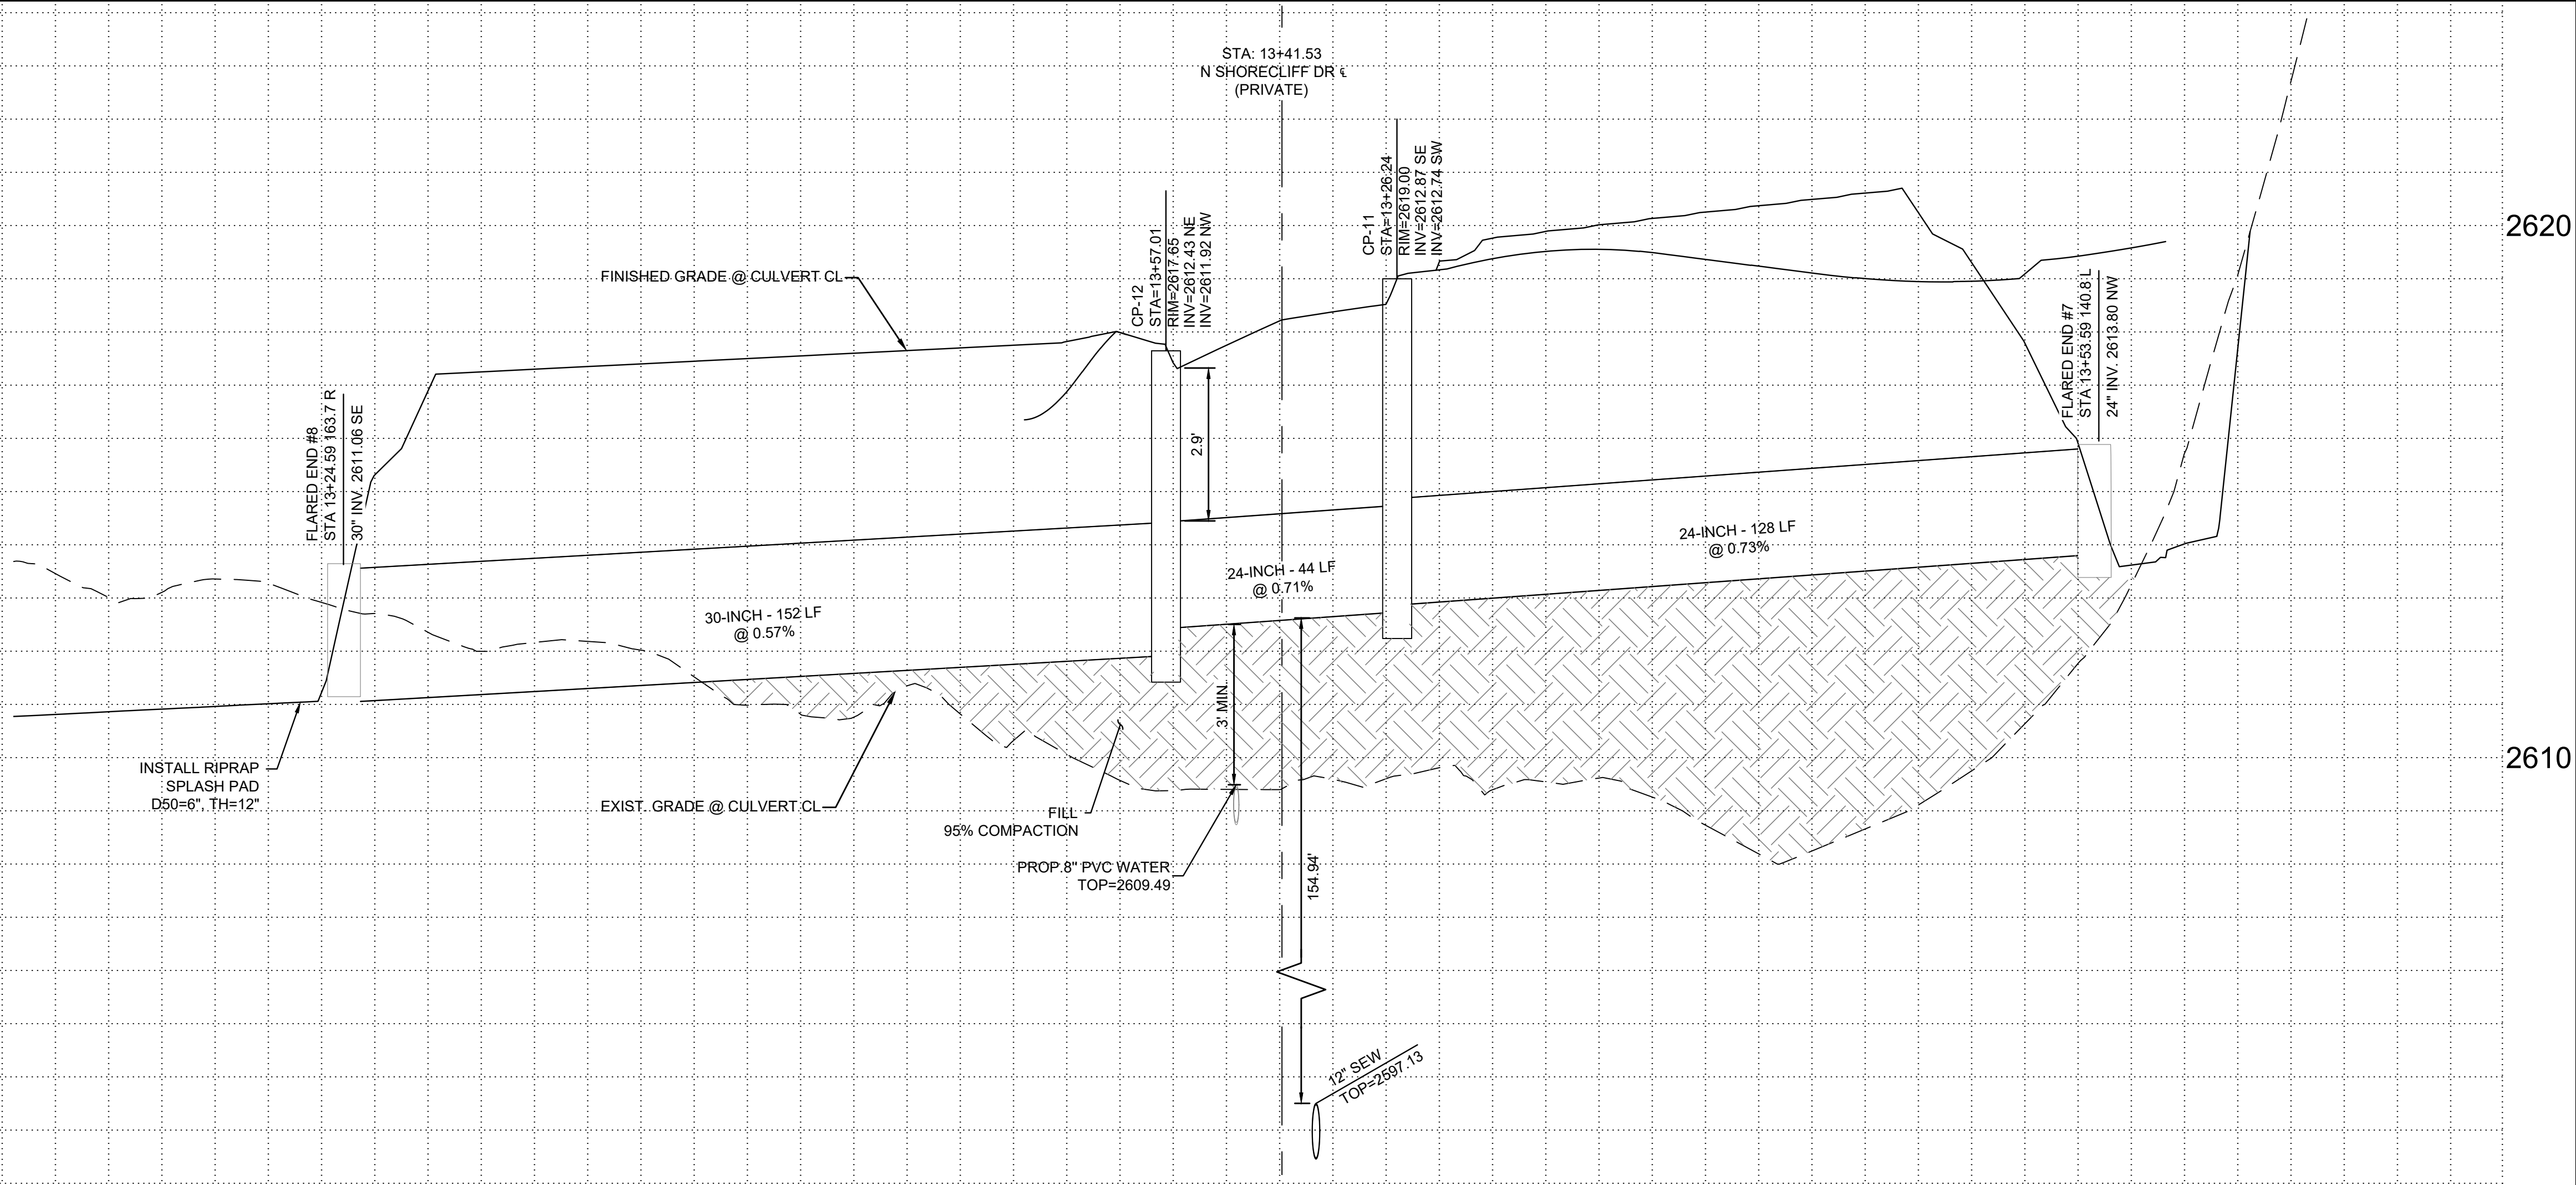 STA: 13+41.53
N SHORECLIFF DR ℄
(PRIVATE)
CP-11
STA=13+26.24
RIM=2619.00
INV=2612.87 SE
INV=2612.74 SW
2620
FINISHED GRADE @ CULVERT CL
CP-12
STA=13+57.01
RIM=2617.65
INV=2612.43 NE
INV=2611.92 NW
FLARED END #7
STA 13+53.59 140.8 L
24" INV. 2613.80 NW
FLARED END #8
STA 13+24.59 163.7 R
30" INV. 2611.06 SE
2.9'
24-INCH - 128 LF
@ 0.73%
24-INCH - 44 LF
@ 0.71%
30-INCH - 152 LF
@ 0.57%
3' MIN.
2610
INSTALL RIPRAP
SPLASH PAD
D50=6", TH=12"
EXIST. GRADE @ CULVERT CL
FILL
95% COMPACTION
PROP.8" PVC WATER
TOP=2609.49
154.94'
12" SEW
TOP=2597.13